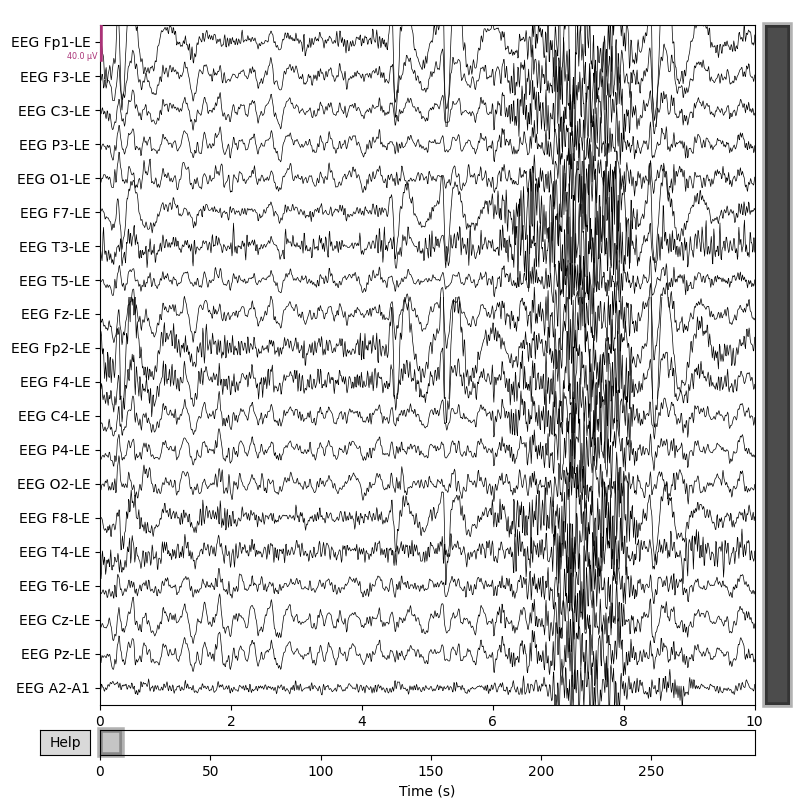 EEG Fp1-LE
40.0 µV
EEG F3-LE
EEG C3-LE
EEG P3-LE
EEG O1-LE
EEG F7-LE
EEG T3-LE
EEG T5-LE
EEG Fz-LE
EEG Fp2-LE
EEG F4-LE
EEG C4-LE
EEG P4-LE
EEG O2-LE
EEG F8-LE
EEG T4-LE
EEG T6-LE
EEG Cz-LE
EEG Pz-LE
EEG A2-A1
0 2 4 6 8 10
Help
0 50 100 150 200 250
Time (s)